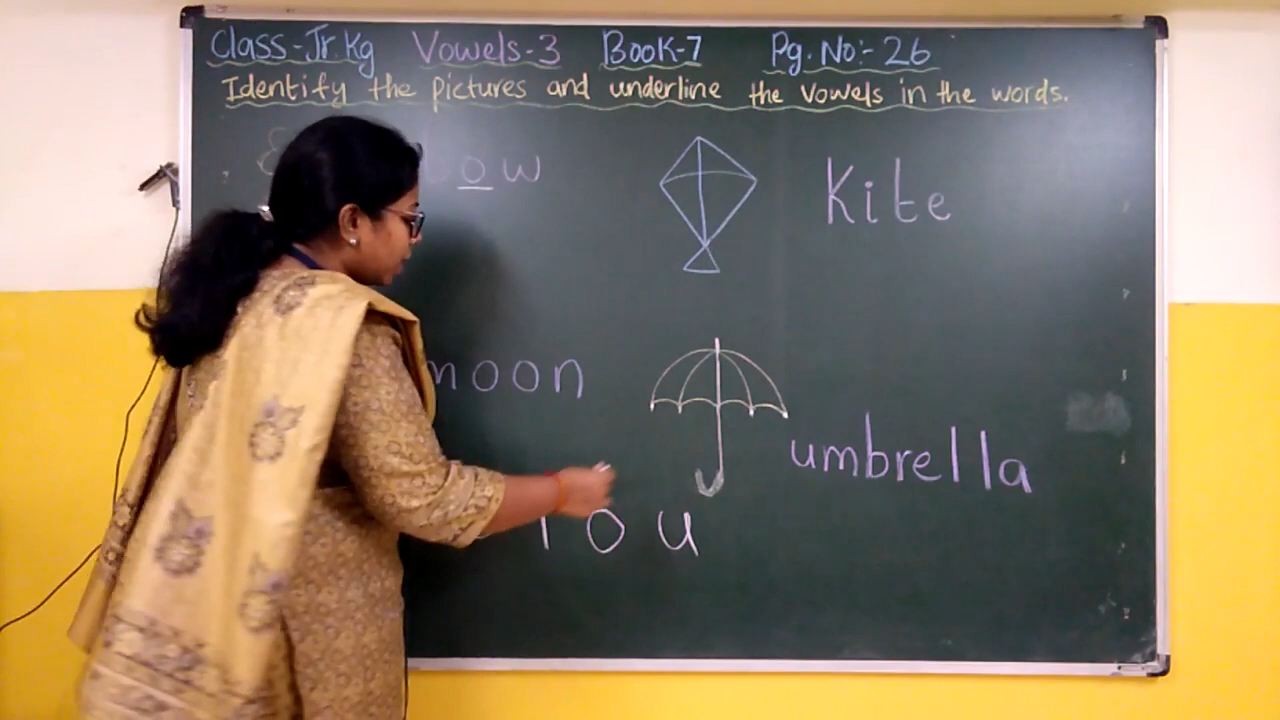 Class-Jr.Kg Vowels-3 Book-7 Pg.No:-26
Identify the pictures and underline the vowels in the words.
ow Kite
moon umbrella
i o u